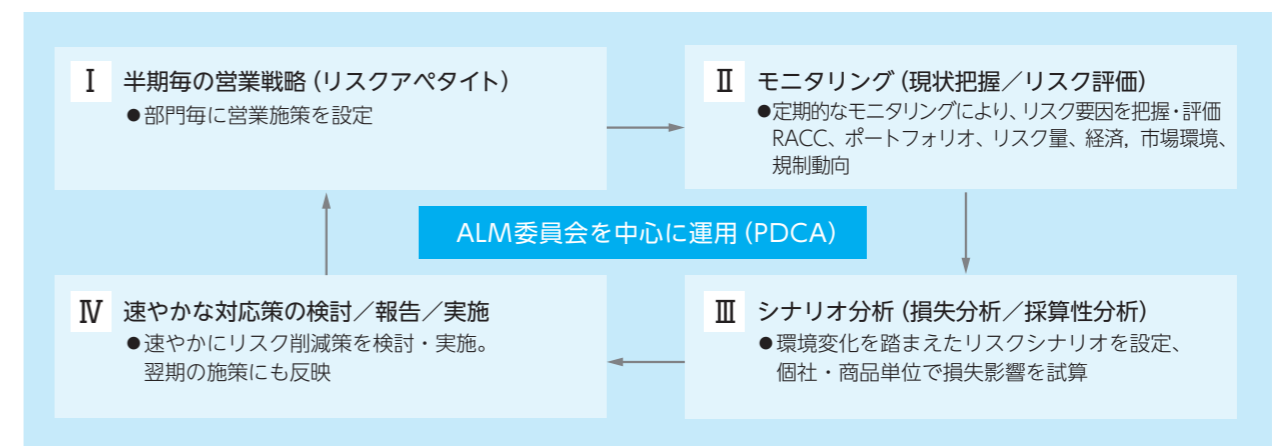 Ⅰ 半期毎の営業戦略（リスクアペタイト）
●部門毎に営業施策を設定
Ⅱ モニタリング（現状把握／リスク評価）
●定期的なモニタリングにより、リスク要因を把握・評価
RACC、ポートフォリオ、リスク量、経済, 市場環境、
規制動向
ALM委員会を中心に運用（PDCA）
Ⅲ シナリオ分析（損失分析／採算性分析）
●環境変化を踏まえたリスクシナリオを設定、
個社・商品単位で損失影響を試算
Ⅳ 速やかな対応策の検討／報告／実施
●速やかにリスク削減策を検討・実施。
翌期の施策にも反映